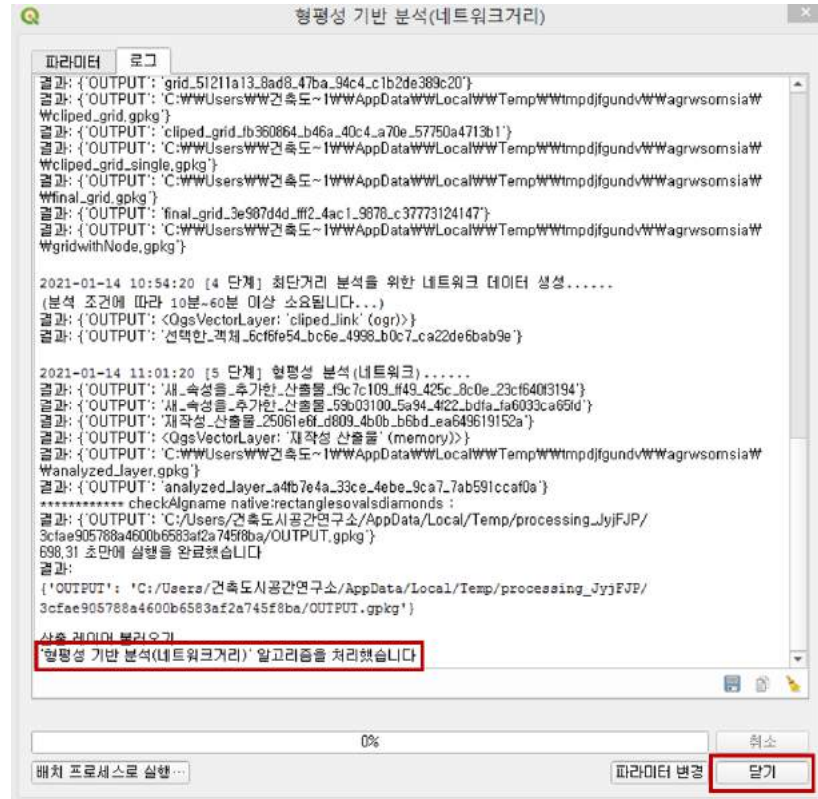 형평성 기반 분석(네트워크거리)
파라미터 로그
결과: {'OUTPUT': 'grid_51211a13_8ad8_47ba_94c4_c1b2de389c20'}
결과: {'OUTPUT': 'C:₩₩Users₩₩건축도~1₩₩AppData₩₩Local₩₩Temp₩₩tmpdjfgundv₩₩agrwsomsia₩
₩cliped_grid.gpkg'}
결과: {'OUTPUT': 'cliped_grid_fb360864_b46a_40c4_a70e_57750a4713b1'}
결과: {'OUTPUT': 'C:₩₩Users₩₩건축도~1₩₩AppData₩₩Local₩₩Temp₩₩tmpdjfgundv₩₩agrwsomsia₩
₩cliped_grid_single.gpkg'}
결과: {'OUTPUT': 'C:₩₩Users₩₩건축도~1₩₩AppData₩₩Local₩₩Temp₩₩tmpdjfgundv₩₩agrwsomsia₩
₩final_grid.gpkg'}
결과: {'OUTPUT': 'final_grid_3e987d4d_fff2_4ac1_9878_c37773124147'}
결과: {'OUTPUT': 'C:₩₩Users₩₩건축도~1₩₩AppData₩₩Local₩₩Temp₩₩tmpdjfgundv₩₩agrwsomsia₩
₩gridwithNode.gpkg'}
2021-01-14 10:54:20 [4 단계] 최단거리 분석을 위한 네트워크 데이터 생성......
(분석 조건에 따라 10분~60분 이상 소요됩니다...)
결과: {'OUTPUT': <QgsVectorLayer: 'cliped_link' (ogr)>}
결과: {'OUTPUT': '선택한_객체_6cf6fe54_bc6e_4998_b0c7_ca22de6bab9e'}
2021-01-14 11:01:20 [5 단계] 형평성 분석(네트워크)......
결과: {'OUTPUT': '새_속성을_추가한_산출물_f9c7c109_ff49_425c_8c0e_23cf640f3194'}
결과: {'OUTPUT': '새_속성을_추가한_산출물_59b03100_5a94_4f22_bdfa_fa6033ca65fd'}
결과: {'OUTPUT': '재작성_산출물_25061e6f_d809_4b0b_b6bd_ea649619152a'}
결과: {'OUTPUT': <QgsVectorLayer: '재작성 산출물' (memory)>}
결과: {'OUTPUT': 'C:₩₩Users₩₩건축도~1₩₩AppData₩₩Local₩₩Temp₩₩tmpdjfgundv₩₩agrwsomsia₩
₩analyzed_layer.gpkg'}
결과: {'OUTPUT': 'analyzed_layer_a4fb7e4a_33ce_4ebe_9ca7_7ab591ccaf0a'}
************ checkAlgname native:rectanglesovalsdiamonds :
결과: {'OUTPUT': 'C:/Users/건축도시공간연구소/AppData/Local/Temp/processing_JyjFJP/
3cfae905788a4600b6583af2a745f8ba/OUTPUT.gpkg'}
698.31 초만에 실행을 완료했습니다
결과:
{'OUTPUT': 'C:/Users/건축도시공간연구소/AppData/Local/Temp/processing_JyjFJP/
3cfae905788a4600b6583af2a745f8ba/OUTPUT.gpkg'}
산출 레이어 불러오기
'형평성 기반 분석(네트워크거리)' 알고리즘을 처리했습니다
0% 취소
배치 프로세스로 실행… 파라미터 변경 닫기